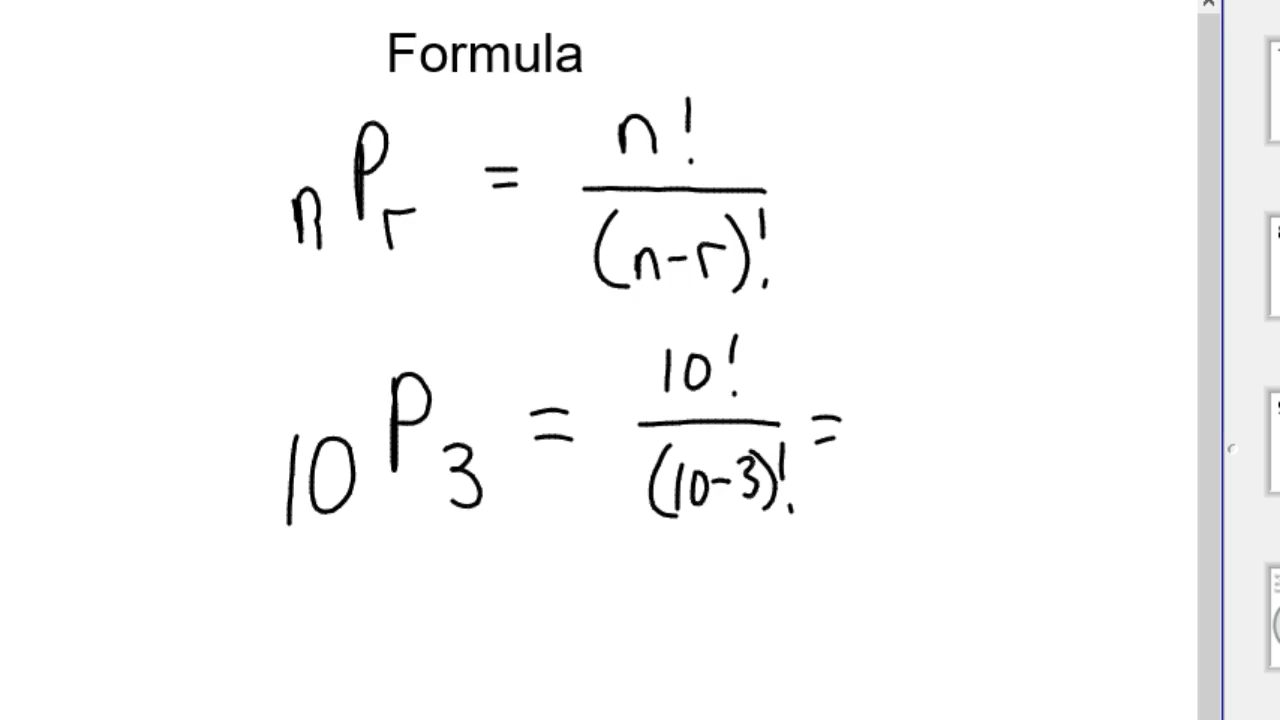 Formula
nPr = n! / (n-r)!
10P3 = 10! / (10-3)! =